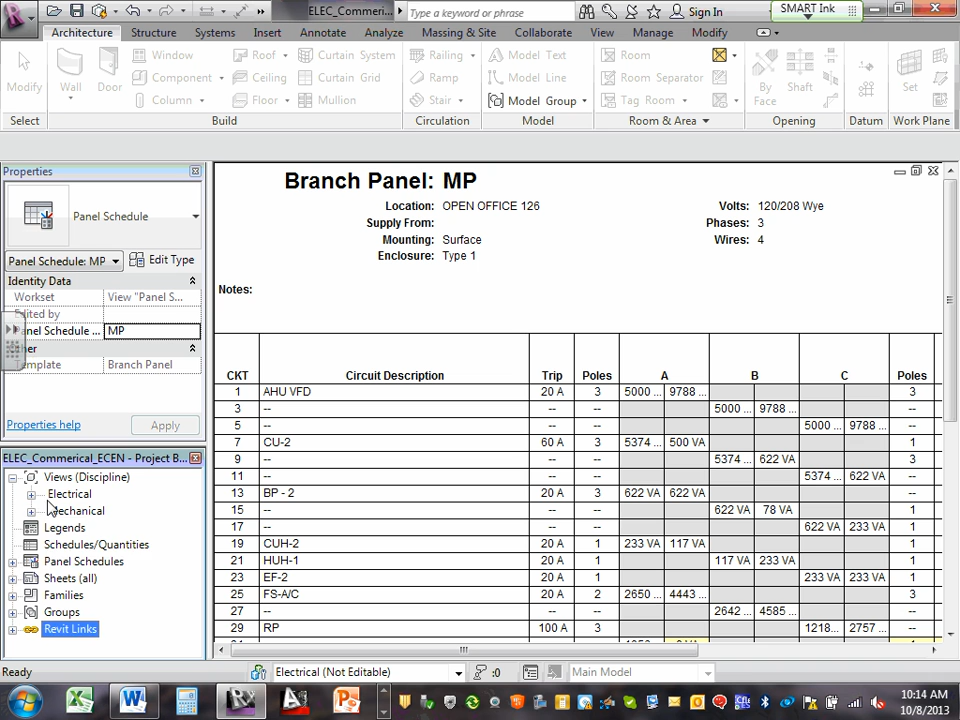 ELEC_Commeri...
Type a keyword or phrase
Sign In
SMART Ink
Architecture Structure Systems Insert Annotate Analyze Massing & Site Collaborate View Manage Modify
Modify
Wall
Door
Window
Component
Column
Roof
Ceiling
Floor
Curtain System
Curtain Grid
Mullion
Railing
Ramp
Stair
Model Text
Model Line
Model Group
Room
Room Separator
Tag Room
By Face
Shaft
Set
Select Build Circulation Model Room & Area Opening Datum Work Plane
Properties
Panel Schedule
Panel Schedule: MP Edit Type
Identity Data
Workset View "Panel S...
Edited by
anel Schedule ... MP
her
emplate Branch Panel
Properties help Apply
ELEC_Commerical_ECEN - Project B...
Views (Discipline)
Electrical
Mechanical
Legends
Schedules/Quantities
Panel Schedules
Sheets (all)
Families
Groups
Revit Links
Branch Panel: MP
Location: OPEN OFFICE 126 Volts: 120/208 Wye
Supply From: Phases: 3
Mounting: Surface Wires: 4
Enclosure: Type 1
Notes:
CKT Circuit Description Trip Poles A B C Poles
1 AHU VFD 20 A 3 5000 ... 9788 ... 3
3 -- -- -- 5000 ... 9788 ... --
5 -- -- -- 5000 ... 9788 ... --
7 CU-2 60 A 3 5374 ... 500 VA 1
9 -- -- -- 5374 ... 622 VA 3
11 -- -- -- 5374 ... 622 VA --
13 BP - 2 20 A 3 622 VA 622 VA --
15 -- -- -- 622 VA 78 VA 1
17 -- -- -- 622 VA 233 VA 1
19 CUH-2 20 A 1 233 VA 117 VA 1
21 HUH-1 20 A 1 117 VA 233 VA 1
23 EF-2 20 A 1 233 VA 233 VA 1
25 FS-A/C 20 A 2 2650 ... 4443 ... 3
27 -- -- -- 2642 ... 4585 ... --
29 RP 100 A 3 1218... 2757 ... --
Ready
Electrical (Not Editable)
:0
Main Model
10:14 AM
10/8/2013